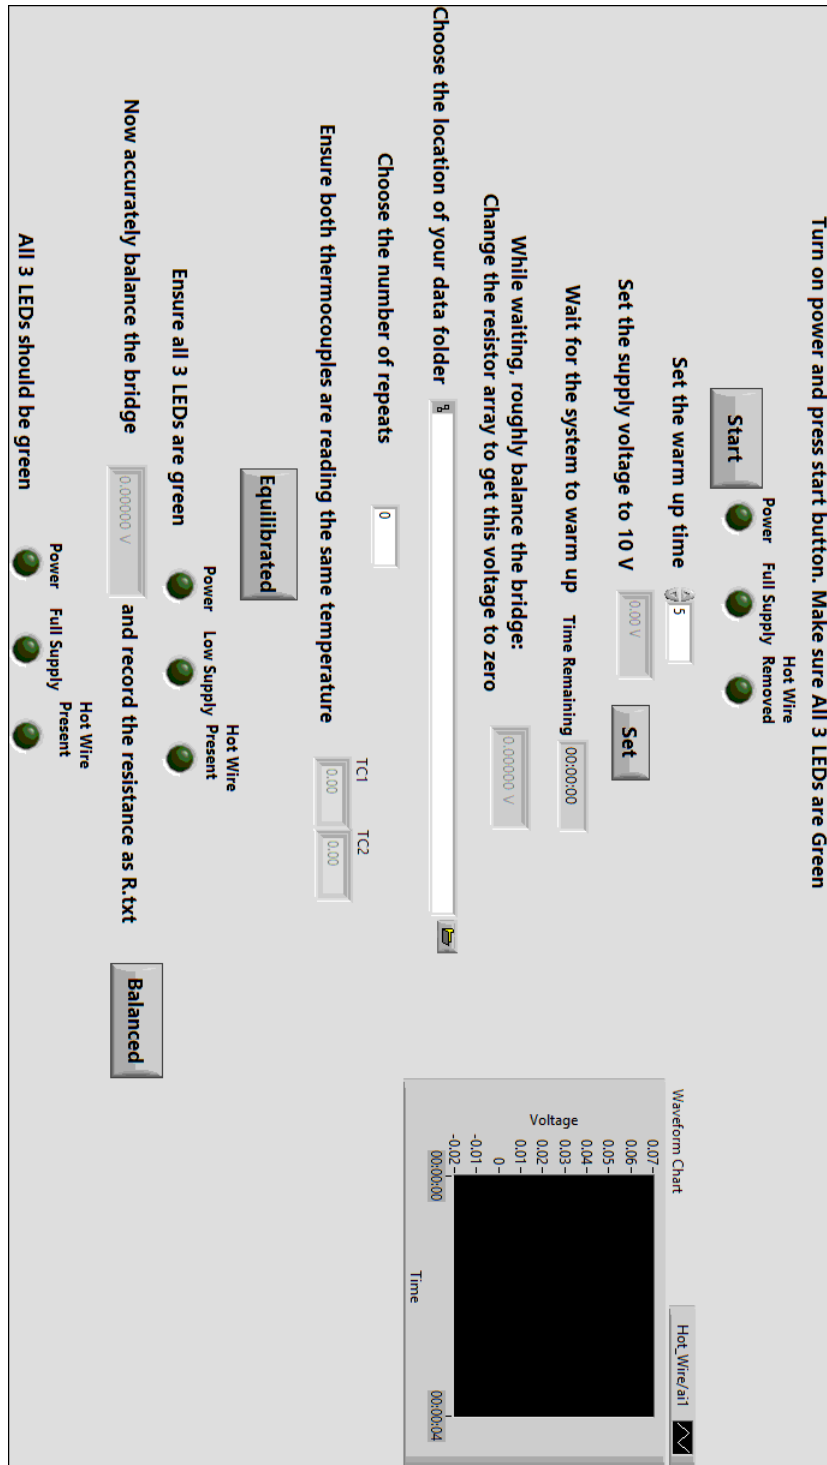 Turn on power and press start button. Make sure All 3 LEDs are Green
Start
Power
Full Supply
Hot Wire
Removed
Set the warm up time
5
Set the supply voltage to 10 V
0.00 V
Set
Wait for the system to warm up
Time Remaining
00:00:00
While waiting, roughly balance the bridge:
Change the resistor array to get this voltage to zero
0.00000 V
Choose the location of your data folder
Choose the number of repeats
0
Ensure both thermocouples are reading the same temperature
TC1
0.00
TC2
0.00
Equilibrated
Ensure all 3 LEDs are green
Power
Low Supply
Hot Wire
Present
Now accurately balance the bridge
0.00000 V
and record the resistance as R.txt
Balanced
All 3 LEDs should be green
Power
Full Supply
Hot Wire
Present
Waveform Chart
Hot_Wire/ai1
Voltage
0.07
0.06
0.05
0.04
0.03
0.02
0.01
0
-0.01
-0.02
00:00:00
00:00:04
Time